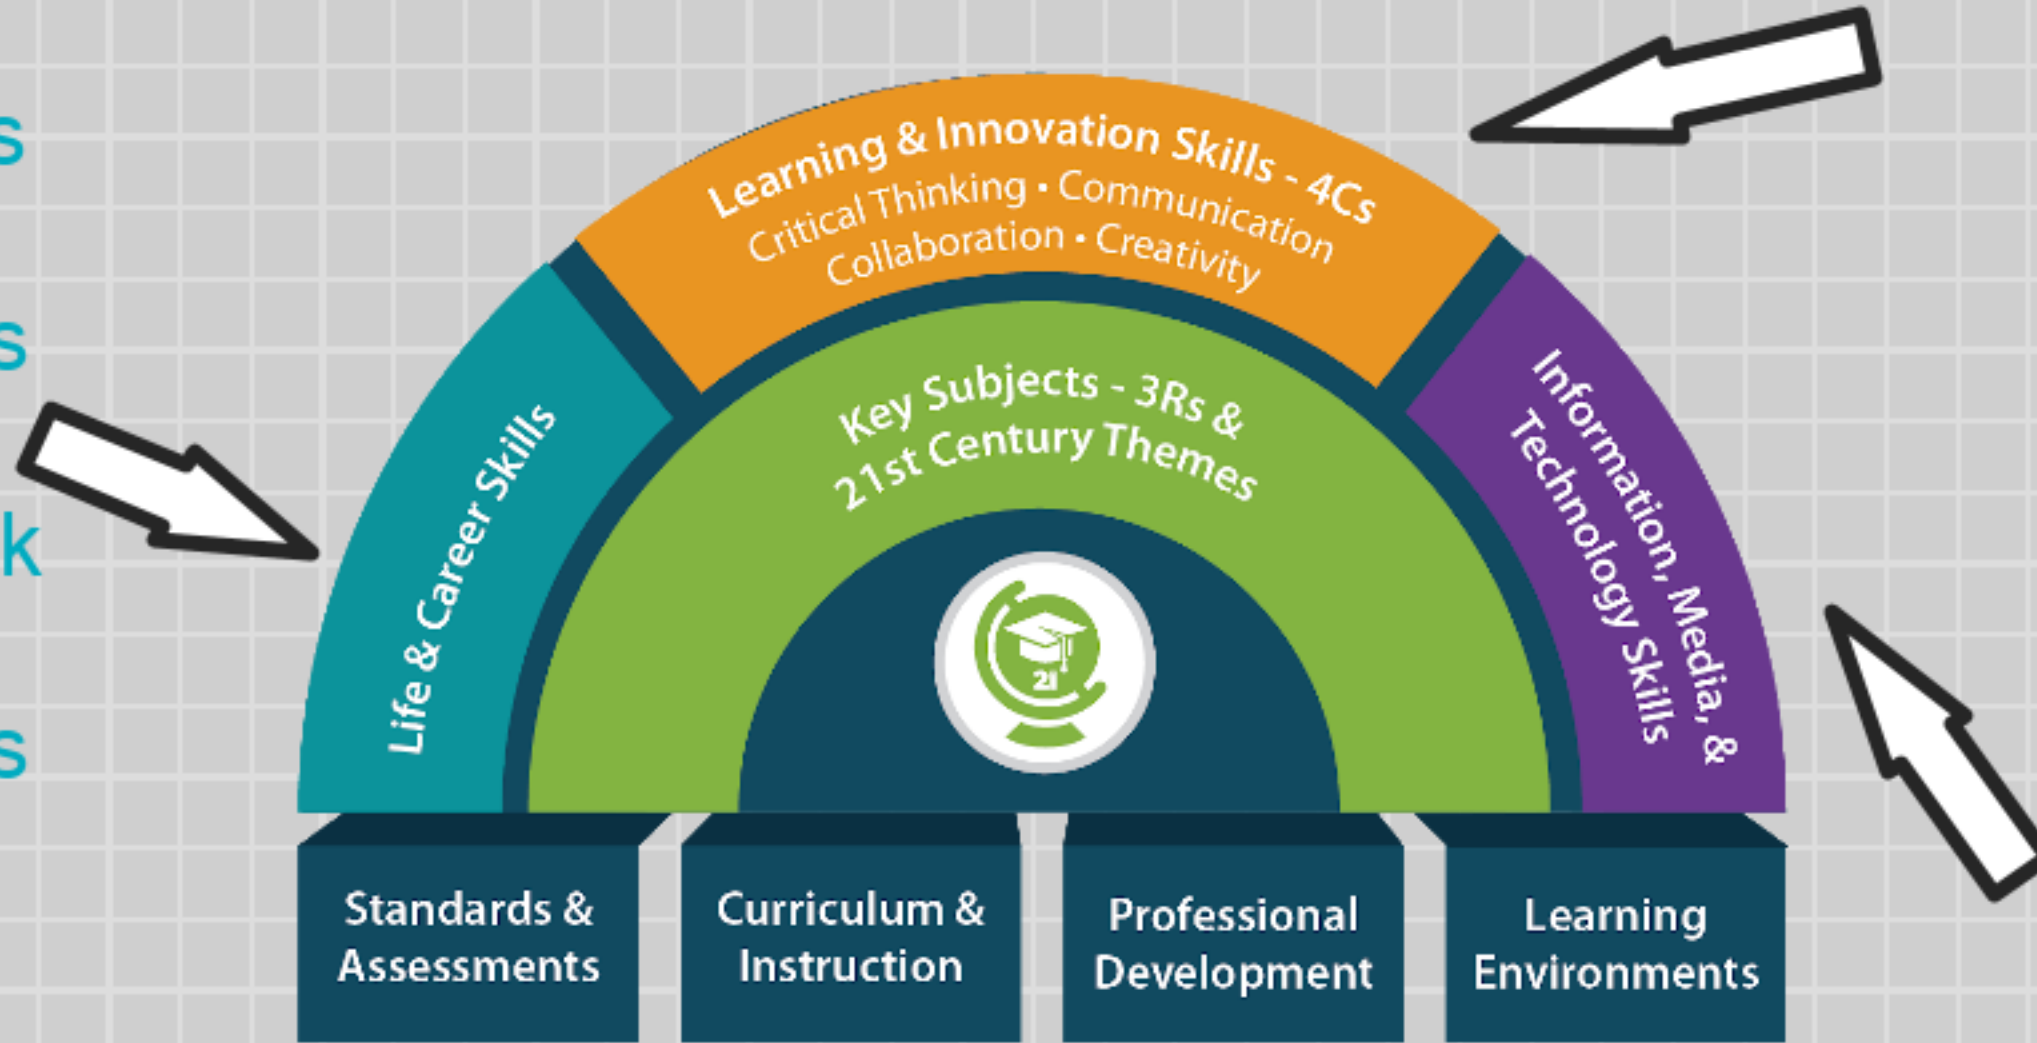 s
s
k
s
Learning & Innovation Skills - 4Cs
Critical Thinking • Communication
Collaboration • Creativity
Life & Career Skills
Key Subjects - 3Rs &
21st Century Themes
Information, Media, &
Technology Skills
21
Standards &
Assessments
Curriculum &
Instruction
Professional
Development
Learning
Environments